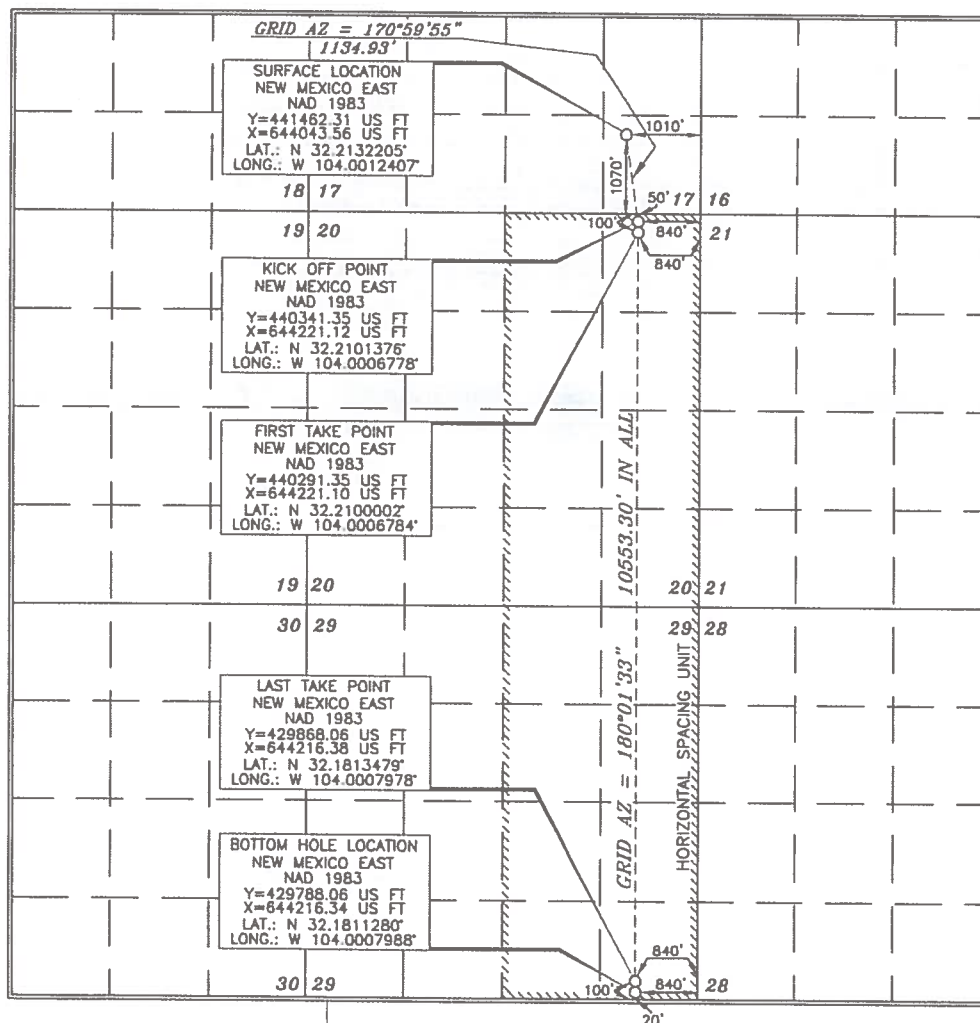 GRID AZ = 170°59'55"
1134.93'
SURFACE LOCATION
NEW MEXICO EAST
NAD 1983
Y=441462.31 US FT
X=644043.56 US FT
LAT.: N 32.2132205°
LONG.: W 104.0012407°
1010'
1070'
18 17
50' 17 16
19 20
100'
840'
21
840'
KICK OFF POINT
NEW MEXICO EAST
NAD 1983
Y=440341.35 US FT
X=644221.12 US FT
LAT.: N 32.2101376°
LONG.: W 104.0006778°
FIRST TAKE POINT
NEW MEXICO EAST
NAD 1983
Y=440291.35 US FT
X=644221.10 US FT
LAT.: N 32.2100002°
LONG.: W 104.0006784°
10553.30' IN ALL
19 20
20 21
30 29
29 28
GRID AZ = 180°01'33"
HORIZONTAL SPACING UNIT
LAST TAKE POINT
NEW MEXICO EAST
NAD 1983
Y=429868.06 US FT
X=644216.38 US FT
LAT.: N 32.1813479°
LONG.: W 104.0007978°
BOTTOM HOLE LOCATION
NEW MEXICO EAST
NAD 1983
Y=429788.06 US FT
X=644216.34 US FT
LAT.: N 32.1811280°
LONG.: W 104.0007988°
840'
30 29
100'
840'
28
20'